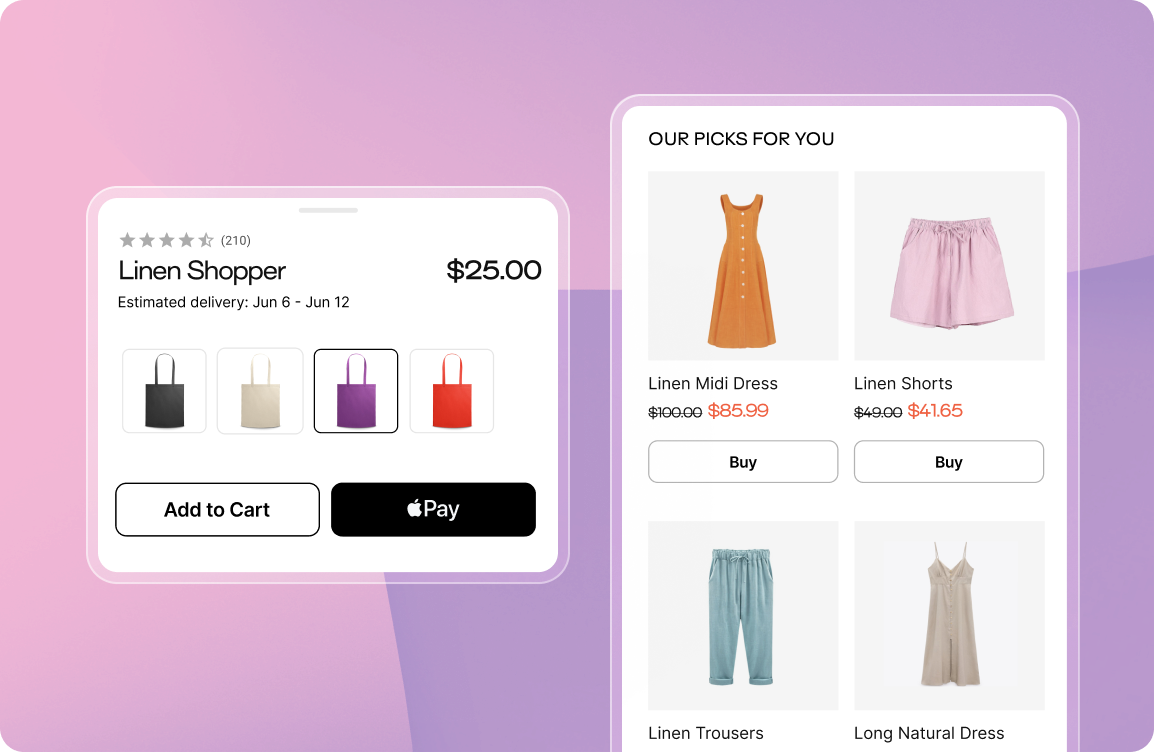 (210)
Linen Shopper
$25.00
Estimated delivery: Jun 6 - Jun 12
Add to Cart
Pay
OUR PICKS FOR YOU
Linen Midi Dress
$100.00 $85.99
Buy
Linen Shorts
$49.00 $41.65
Buy
Linen Trousers
Long Natural Dress